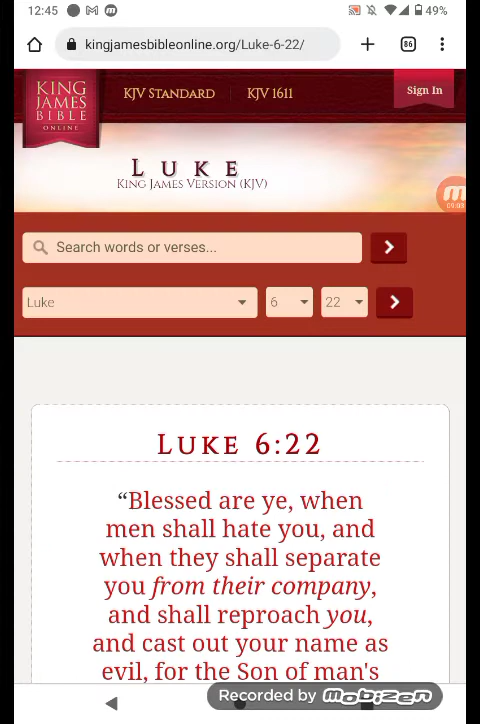 12:45
49%
kingjamesbibleonline.org/Luke-6-22/
86
KING
JAMES
BIBLE
ONLINE
KJV STANDARD
KJV 1611
Sign In
LUKE
KING JAMES VERSION (KJV)
09:00
Search words or verses...
Luke
6
22
LUKE 6:22
“Blessed are ye, when
men shall hate you, and
when they shall separate
you from their company,
and shall reproach you,
and cast out your name as
evil, for the Son of man's
Recorded by mobizen